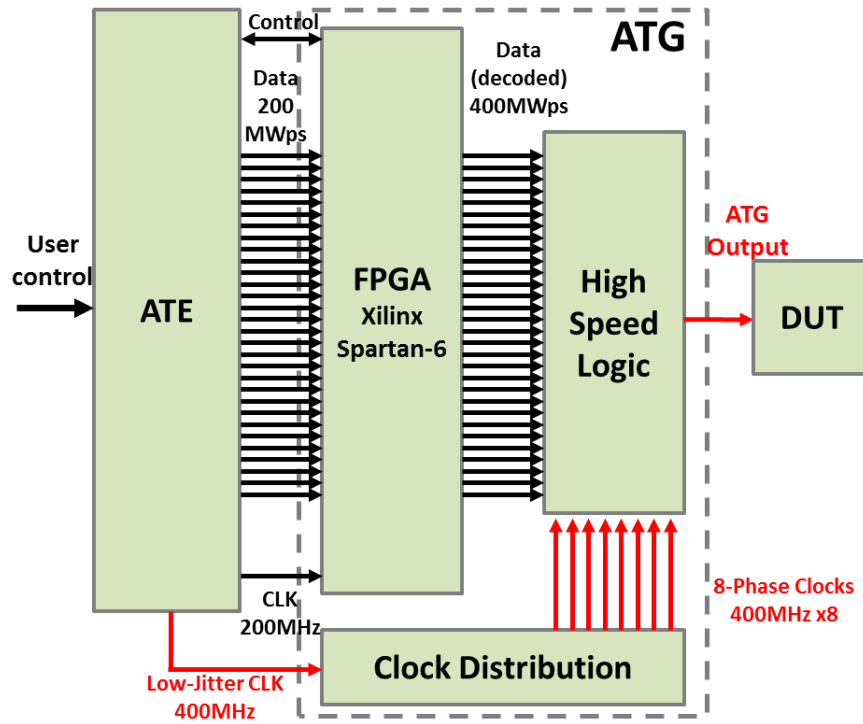 Control
ATG
Data
200
MWps
Data
(decoded)
400MWps
User
control
ATE
FPGA
Xilinx
Spartan-6
High
Speed
Logic
ATG
Output
DUT
CLK
200MHz
8-Phase Clocks
400MHz x8
Clock Distribution
Low-Jitter CLK
400MHz